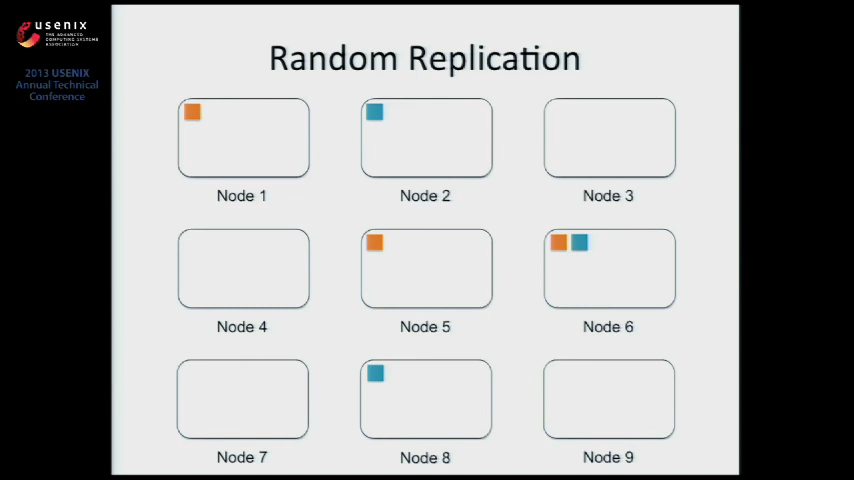 usenix
THE ADVANCED
COMPUTING SYSTEMS
ASSOCIATION
2013 USENIX
Annual Technical
Conference
Random Replication
Node 1
Node 2
Node 3
Node 4
Node 5
Node 6
Node 7
Node 8
Node 9